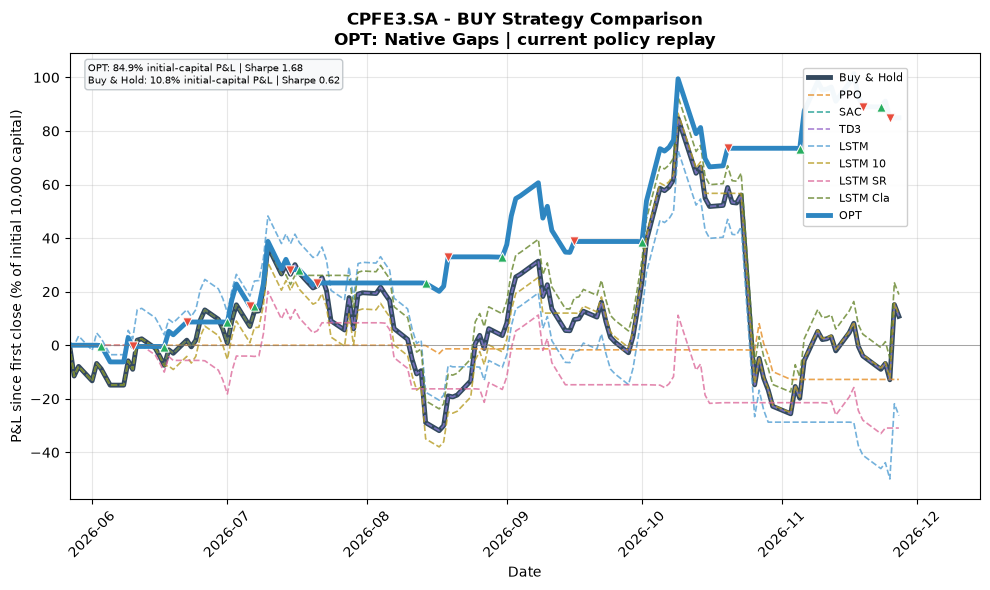 CPFE3.SA - BUY Strategy Comparison
OPT: Native Gaps | current policy replay
OPT: 84.9% initial-capital P&L | Sharpe 1.68
Buy & Hold: 10.8% initial-capital P&L | Sharpe 0.62
Buy & Hold
PPO
SAC
TD3
LSTM
LSTM 10
LSTM SR
LSTM Cla
OPT
P&L since first close (% of initial 10,000 capital)
100
80
60
40
20
0
−20
−40
2026-06
2026-07
2026-08
2026-09
2026-10
2026-11
2026-12
Date